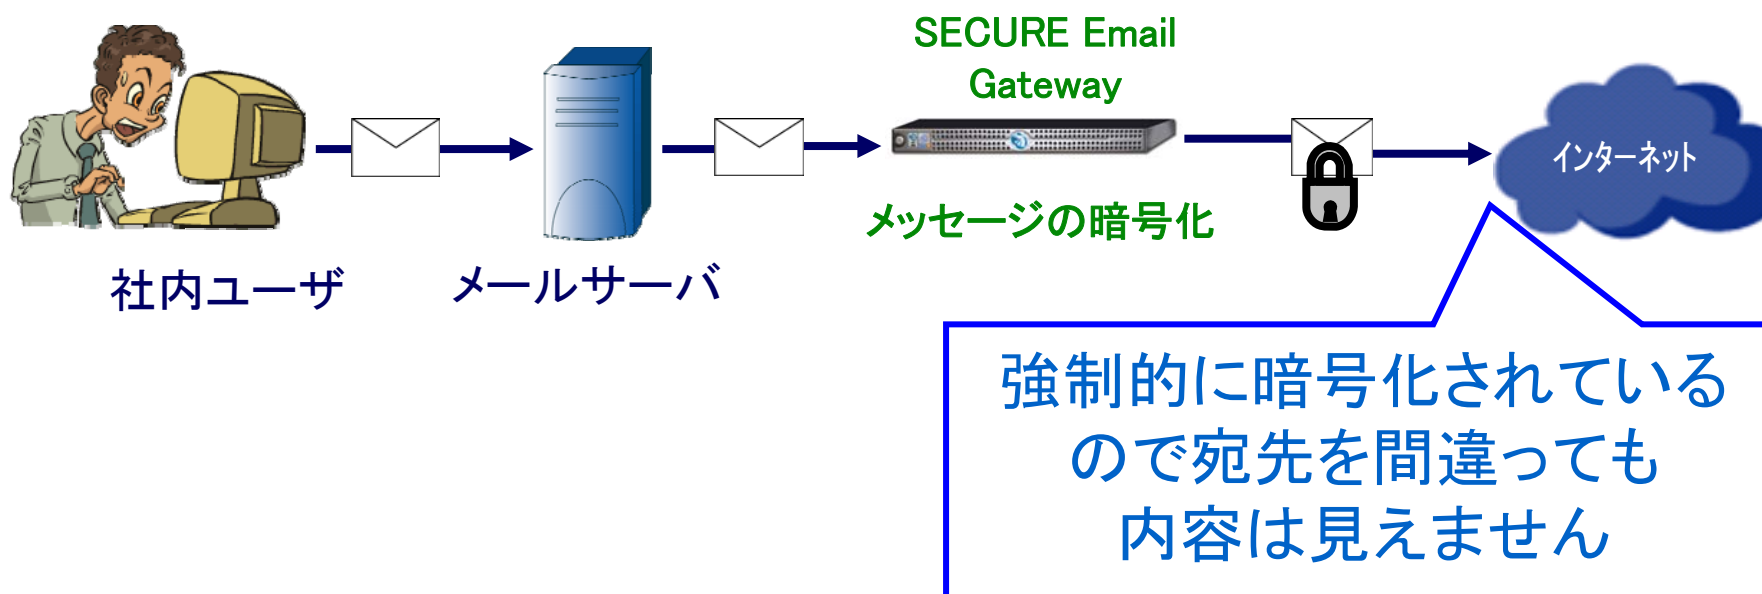 SECURE Email
Gateway
インターネット
メッセージの暗号化
社内ユーザ
メールサーバ
強制的に暗号化されている
ので宛先を間違っても
内容は見えません